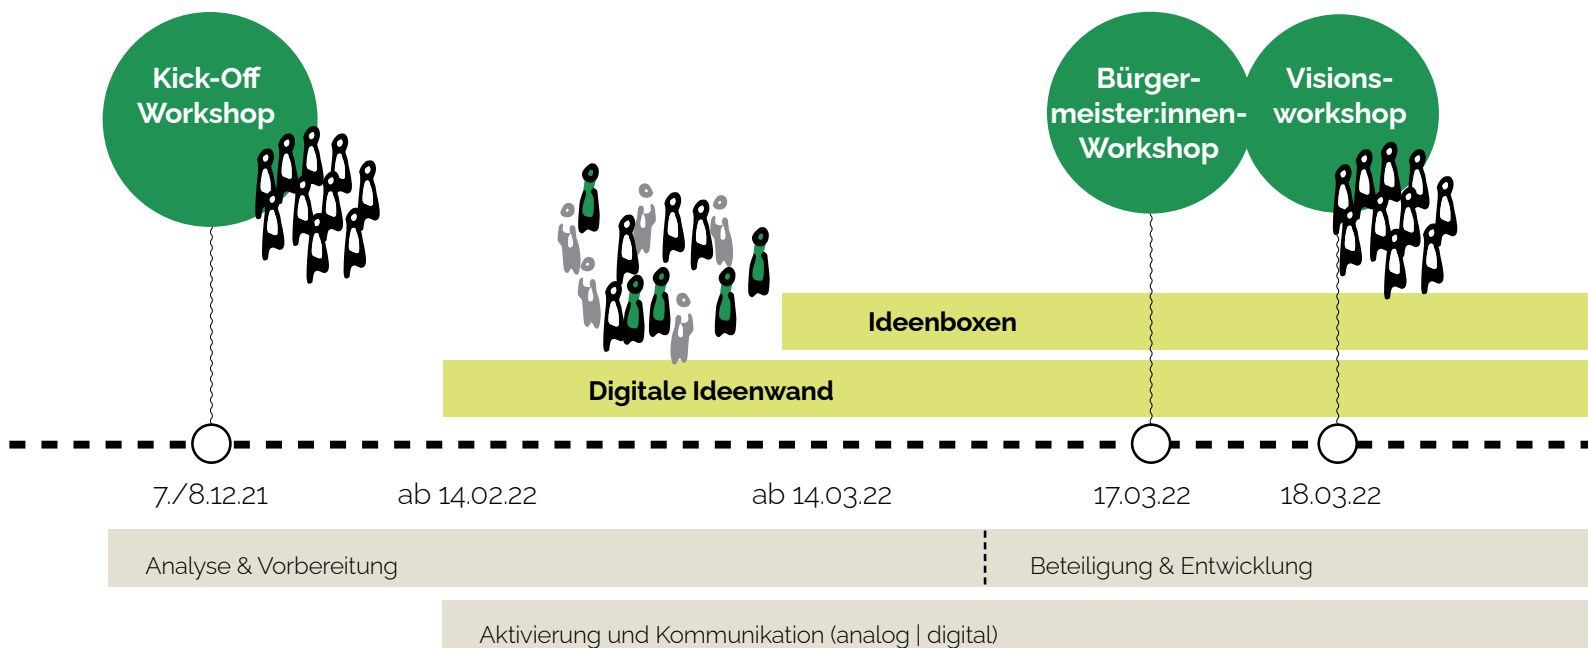 Kick-Off
Workshop
Bürger-
meister:innen-
Workshop
Visions-
workshop
Ideenboxen
Digitale Ideenwand
7./8.12.21
ab 14.02.22
ab 14.03.22
17.03.22
18.03.22
Analyse & Vorbereitung
Beteiligung & Entwicklung
Aktivierung und Kommunikation (analog | digital)